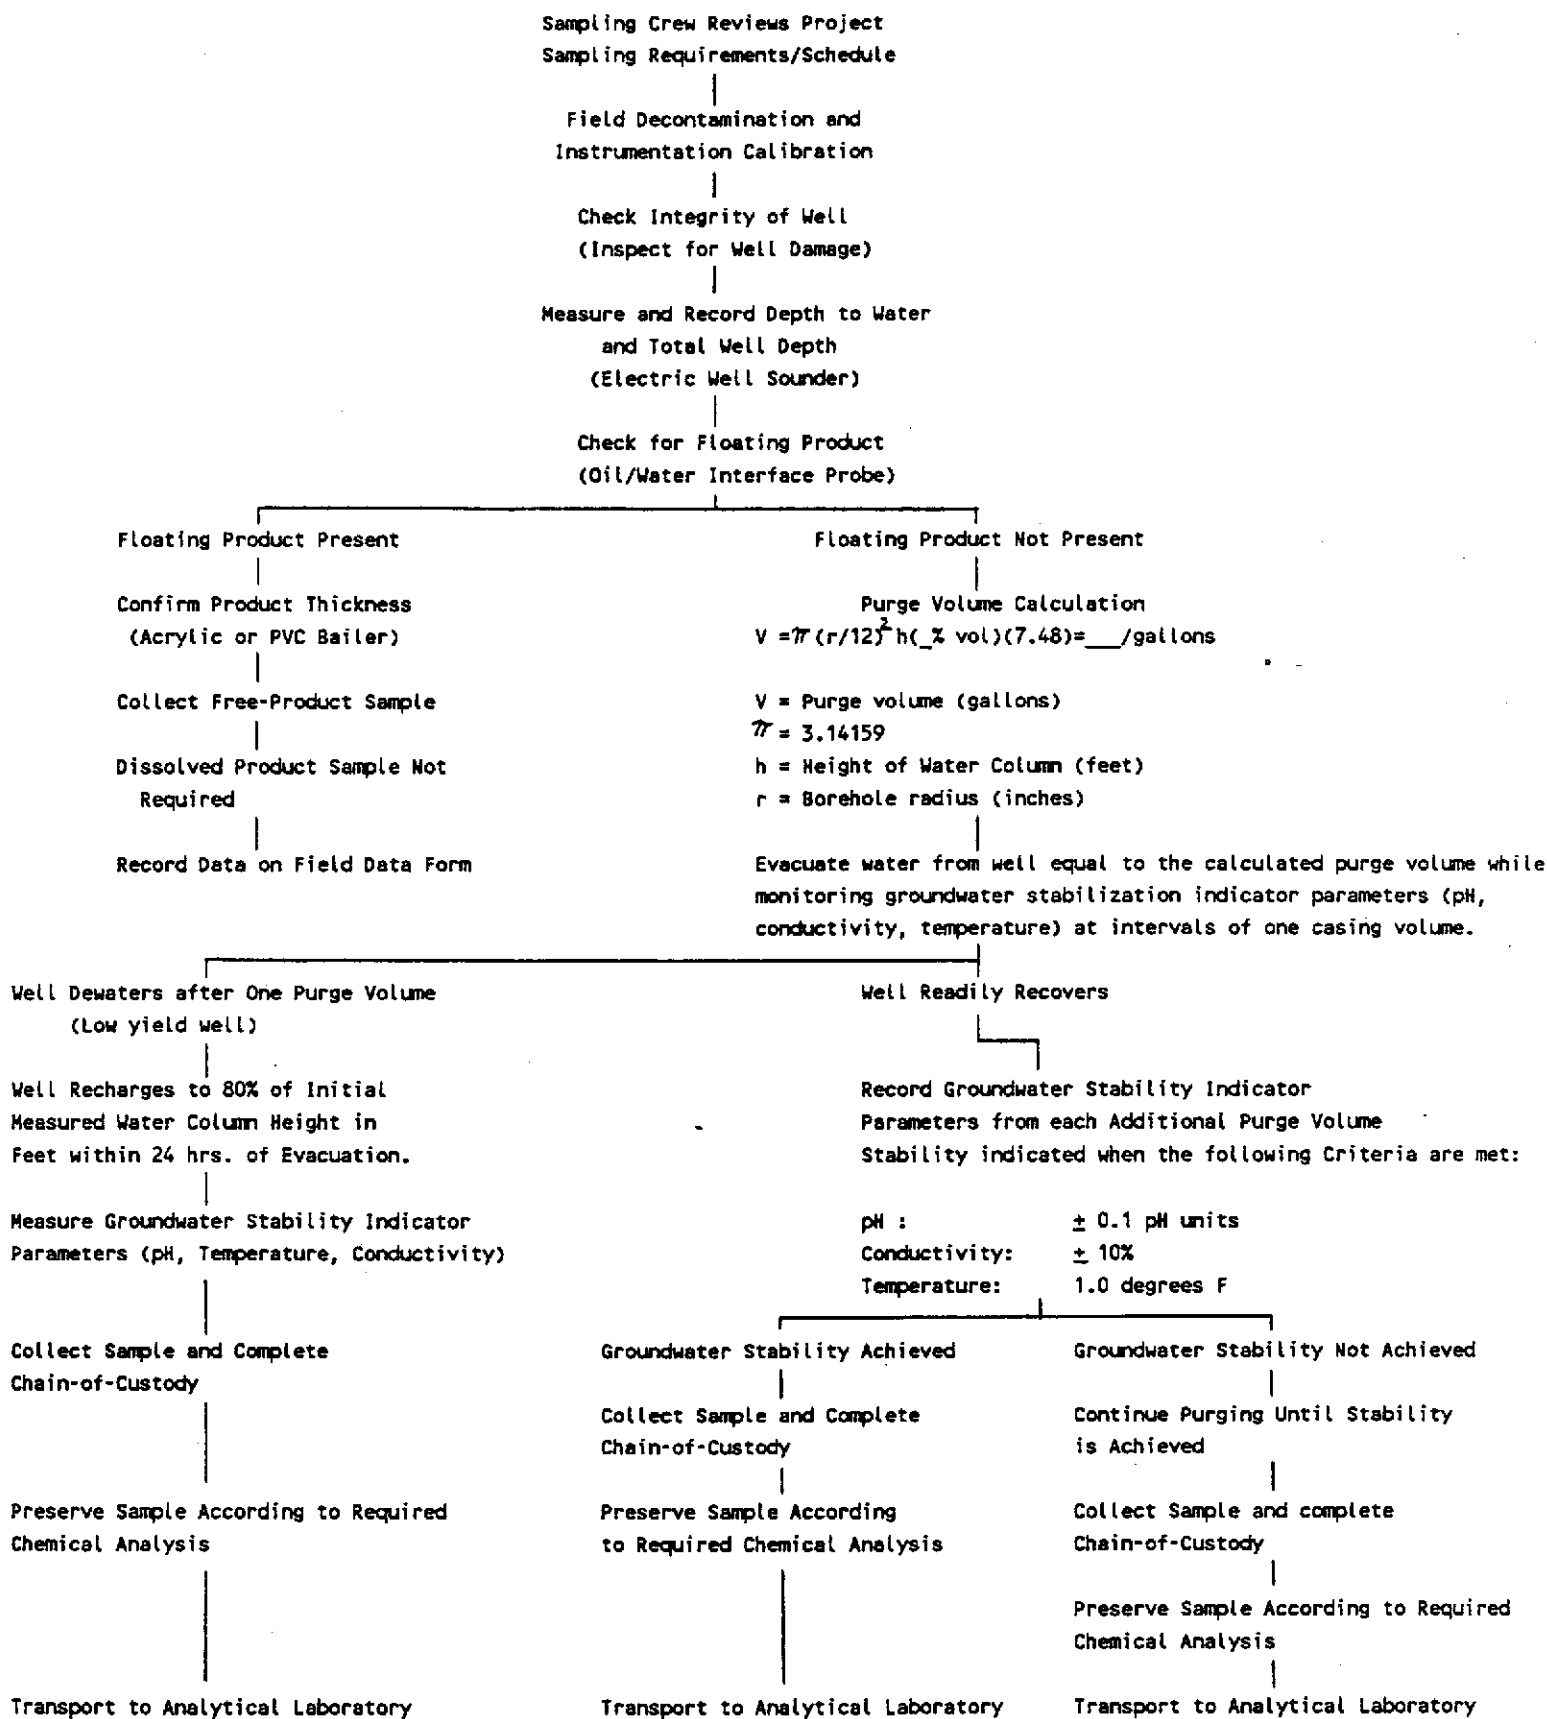 Sampling Crew Reviews Project
Sampling Requirements/Schedule
Field Decontamination and
Instrumentation Calibration
Check Integrity of Well
(Inspect for Well Damage)
Measure and Record Depth to Water
and Total Well Depth
(Electric Well Sounder)
Check for Floating Product
(Oil/Water Interface Probe)
Floating Product Present
Confirm Product Thickness
(Acrylic or PVC Bailer)
Collect Free-Product Sample
Dissolved Product Sample Not
Required
Record Data on Field Data Form
Floating Product Not Present
Purge Volume Calculation
V =π(r/12)² h(_% vol)(7.48)=___/gallons
V = Purge volume (gallons)
π = 3.14159
h = Height of Water Column (feet)
r = Borehole radius (inches)
Evacuate water from well equal to the calculated purge volume while
monitoring groundwater stabilization indicator parameters (pH,
conductivity, temperature) at intervals of one casing volume.
Well Dewaters after One Purge Volume
(Low yield well)
Well Recharges to 80% of Initial
Measured Water Column Height in
Feet within 24 hrs. of Evacuation.
Measure Groundwater Stability Indicator
Parameters (pH, Temperature, Conductivity)
Collect Sample and Complete
Chain-of-Custody
Preserve Sample According to Required
Chemical Analysis
Transport to Analytical Laboratory
Well Readily Recovers
Record Groundwater Stability Indicator
Parameters from each Additional Purge Volume
Stability indicated when the following Criteria are met:
pH : ± 0.1 pH units
Conductivity: ± 10%
Temperature: 1.0 degrees F
Groundwater Stability Achieved
Collect Sample and Complete
Chain-of-Custody
Preserve Sample According
to Required Chemical Analysis
Transport to Analytical Laboratory
Groundwater Stability Not Achieved
Continue Purging Until Stability
is Achieved
Collect Sample and complete
Chain-of-Custody
Preserve Sample According to Required
Chemical Analysis
Transport to Analytical Laboratory